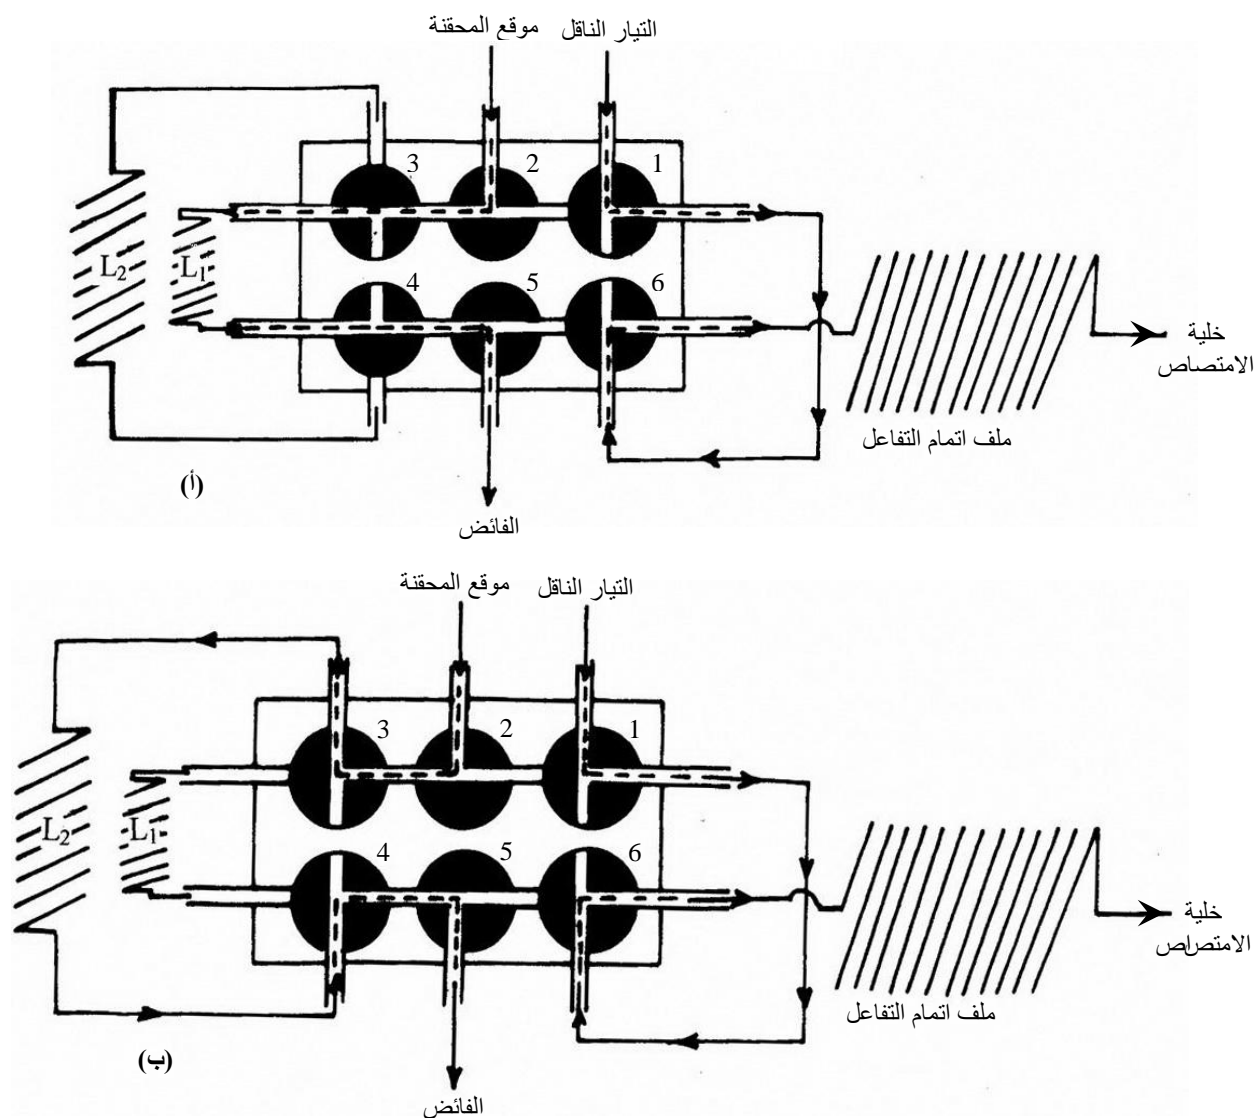 موقع المحقنة
التيار الناقل
3
2
1
L2
L1
4
5
6
خلية
الامتصاص
ملف اتمام التفاعل
(أ)
الفائض
موقع المحقنة
التيار الناقل
3
2
1
L2
L1
4
5
6
خلية
الامتصاص
ملف اتمام التفاعل
(ب)
الفائض